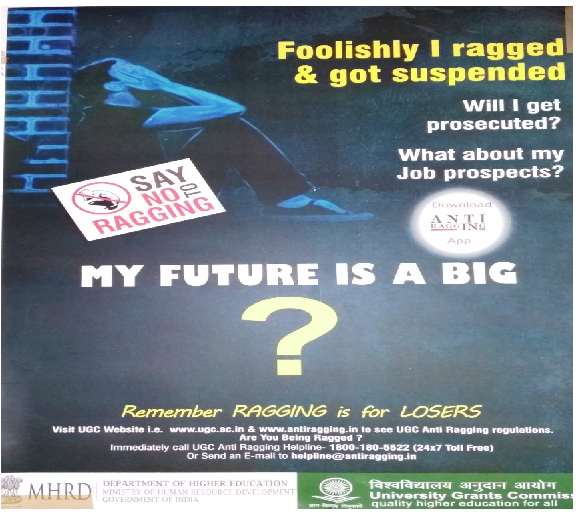 Foolishly I ragged
& got suspended
Will I get
prosecuted?
What about my
Job prospects?
SAY
NO
TO
RAGGING
Download
ANTI
RAGGING
App
MY FUTURE IS A BIG
?
Remember RAGGING is for LOSERS
Visit UGC Website i.e. www.ugc.ac.in & www.antiragging.in to see UGC Anti Ragging regulations.
Are You Being Ragged ?
Immediately call UGC Anti Ragging Helpline- 1800-180-5522 (24x7 Toll Free)
Or Send an E-mail to helpline@antiragging.in
MHRD
DEPARTMENT OF HIGHER EDUCATION
MINISTRY OF HUMAN RESOURCE DEVELOPMENT
GOVERNMENT OF INDIA
विश्वविद्यालय अनुदान आयोग
University Grants Commiss
quality higher education for all